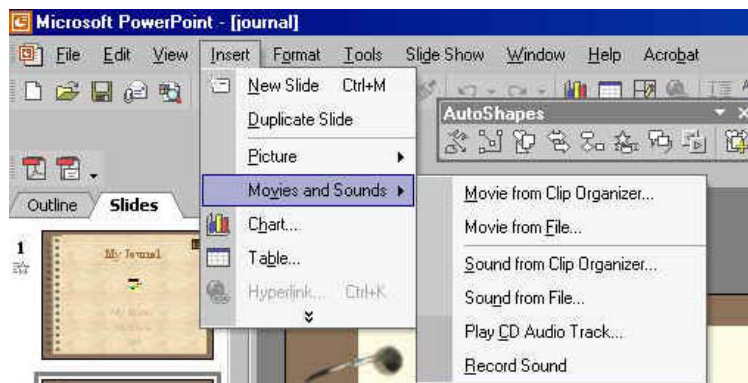 Microsoft PowerPoint - [journal]
File Edit View Insert Format Tools Slide Show Window Help Acrobat
New Slide Ctrl+M
AutoShapes
Duplicate Slide
Picture
Movies and Sounds
Movie from Clip Organizer...
Outline Slides
Chart...
Movie from File...
1
My Journal
Table...
Sound from Clip Organizer...
Hyperlink... Ctrl+K
Sound from File...
Play CD Audio Track...
Record Sound